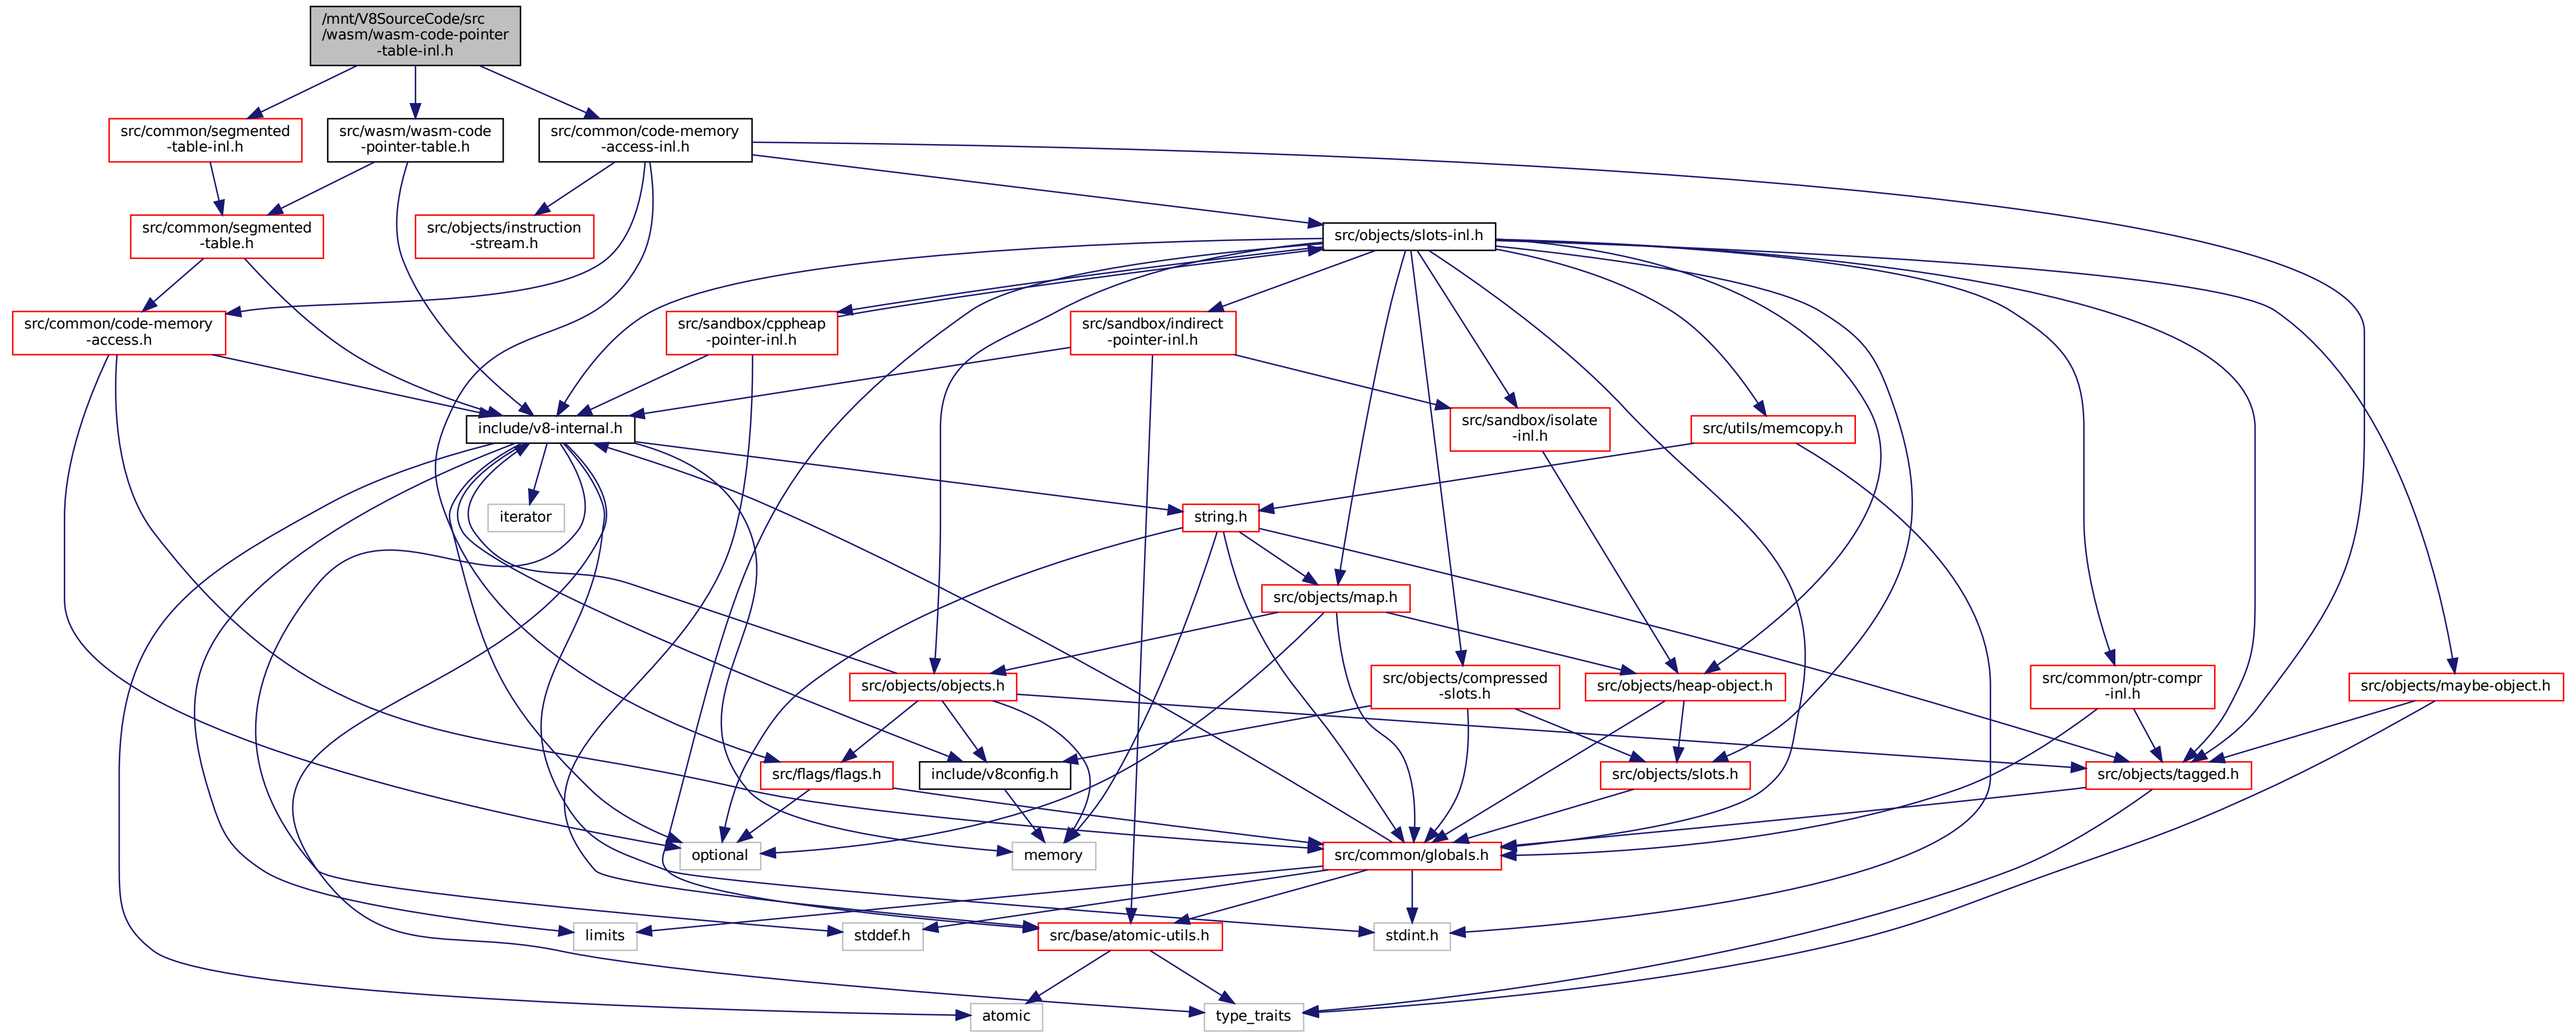 /mnt/V8SourceCode/src
/wasm/wasm-code-pointer
-table-inl.h
src/common/segmented
-table-inl.h
src/wasm/wasm-code
-pointer-table.h
src/common/code-memory
-access-inl.h
src/common/segmented
-table.h
src/objects/instruction
-stream.h
src/objects/slots-inl.h
src/common/code-memory
-access.h
src/sandbox/cppheap
-pointer-inl.h
src/sandbox/indirect
-pointer-inl.h
include/v8-internal.h
src/sandbox/isolate
-inl.h
src/utils/memcopy.h
iterator
string.h
src/objects/map.h
src/objects/objects.h
src/objects/compressed
-slots.h
src/objects/heap-object.h
src/common/ptr-compr
-inl.h
src/objects/maybe-object.h
src/flags/flags.h
include/v8config.h
src/objects/slots.h
src/objects/tagged.h
optional
memory
src/common/globals.h
limits
stddef.h
src/base/atomic-utils.h
stdint.h
atomic
type_traits